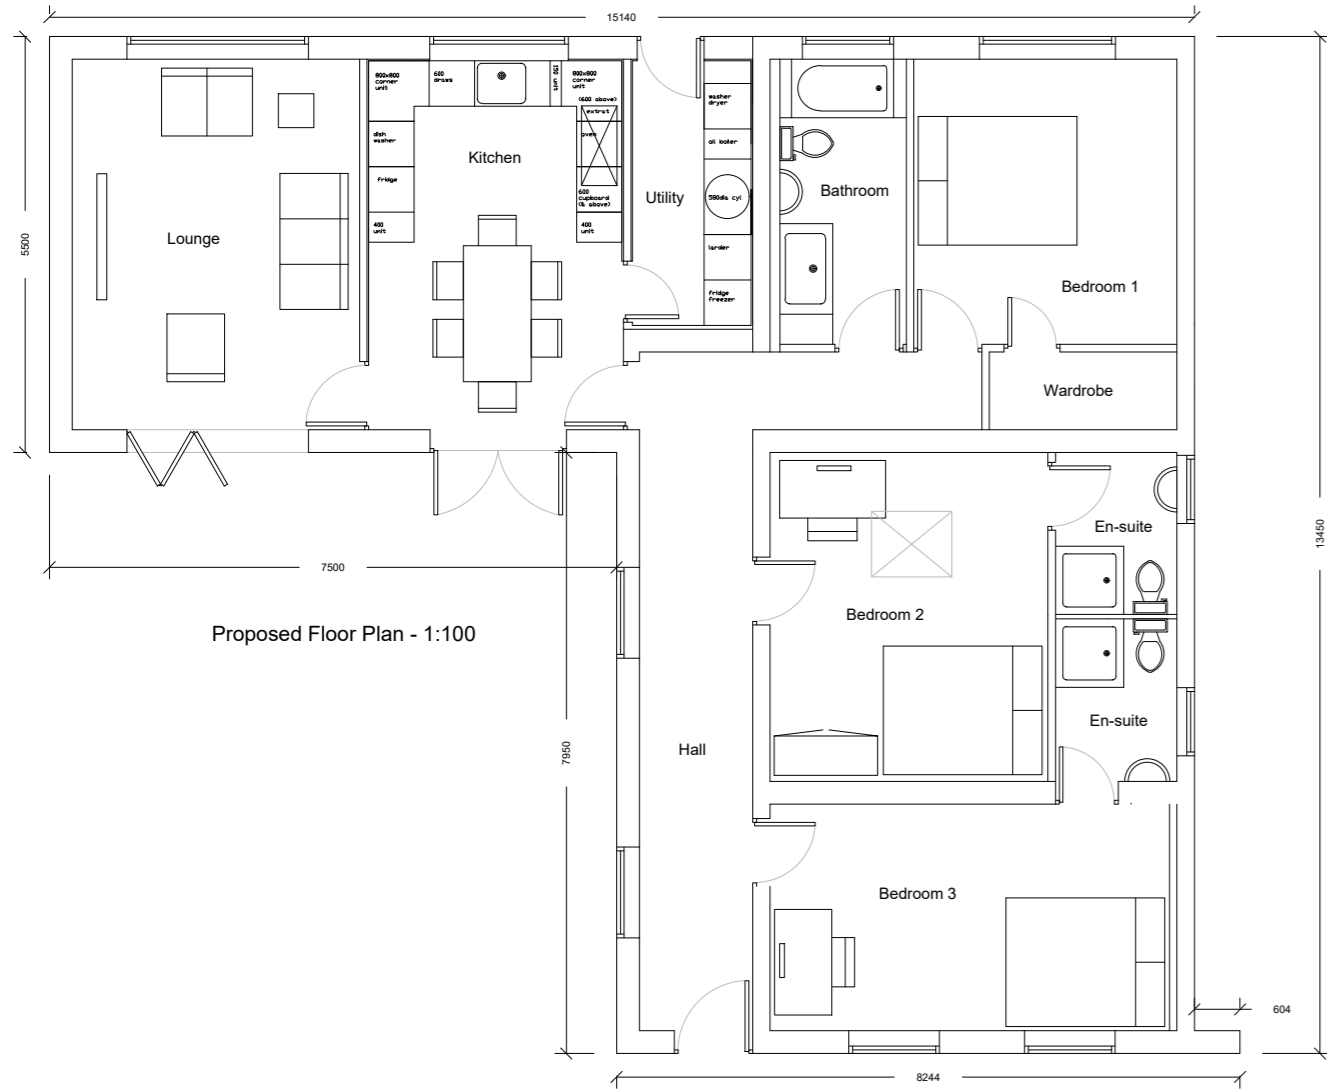 15140
800x800
corner
unit
600
draws
150 unit
800x800
corner
unit
(600 above)
extrat
oven
600
cupboard
(& above)
400
unit
dish
washer
fridge
400
unit
Kitchen
Lounge
Utility
washer
dryer
oil boiler
580dia cyl
larder
fridge
freezer
Bathroom
Bedroom 1
Wardrobe
5500
13450
7500
Proposed Floor Plan - 1:100
7950
Hall
Bedroom 2
En-suite
En-suite
Bedroom 3
604
8244